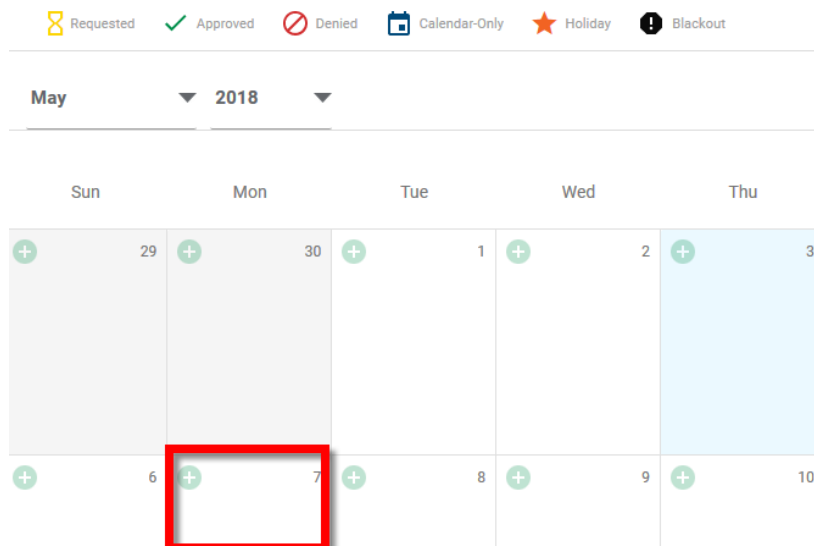 Requested Approved Denied Calendar-Only Holiday Blackout
May 2018
Sun Mon Tue Wed Thu
29 30 1 2 3
6 7 8 9 10